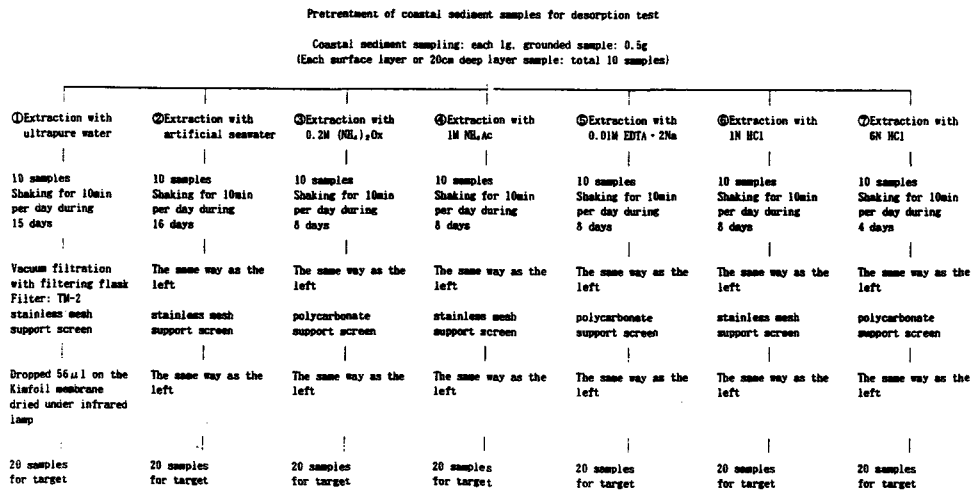 Pretrentment of coastal sediment samples for desorption test
Coastal sediment sampling: each 1g, grounded sample: 0.5g
(Each surface layer or 20cm deep layer sample: total 10 samples)
①Extraction with
ultrapure water
10 samples
Shaking for 10min
per day during
15 days
Vacuum filtration
with filtering flask
Filter: TM-2
stainless mesh
support screen
Dropped 56μl on the
Kimfoil membrane
dried under infrared
lamp
20 samples
for target
②Extraction with
artificial seawater
10 samples
Shaking for 10min
per day during
16 days
The same way as the
left
stainless mesh
support screen
The same way as the
left
20 samples
for target
③Extraction with
0.2M (NH₄)₂Ox
10 samples
Shaking for 10min
per day during
8 days
The same way as the
left
polycarbonate
support screen
The same way as the
left
20 samples
for target
④Extraction with
1M NH₄Ac
10 samples
Shaking for 10min
per day during
8 days
The same way as the
left
stainless mesh
support screen
The same way as the
left
20 samples
for target
⑤Extraction with
0.01M EDTA・2Na
10 samples
Shaking for 10min
per day during
8 days
The same way as the
left
polycarbonate
support screen
The same way as the
left
20 samples
for target
⑥Extraction with
1N HCl
10 samples
Shaking for 10min
per day during
8 days
The same way as the
left
stainless mesh
support screen
The same way as the
left
20 samples
for target
⑦Extraction with
6N HCl
10 samples
Shaking for 10min
per day during
4 days
The same way as the
left
polycarbonate
support screen
The same way as the
left
20 samples
for target